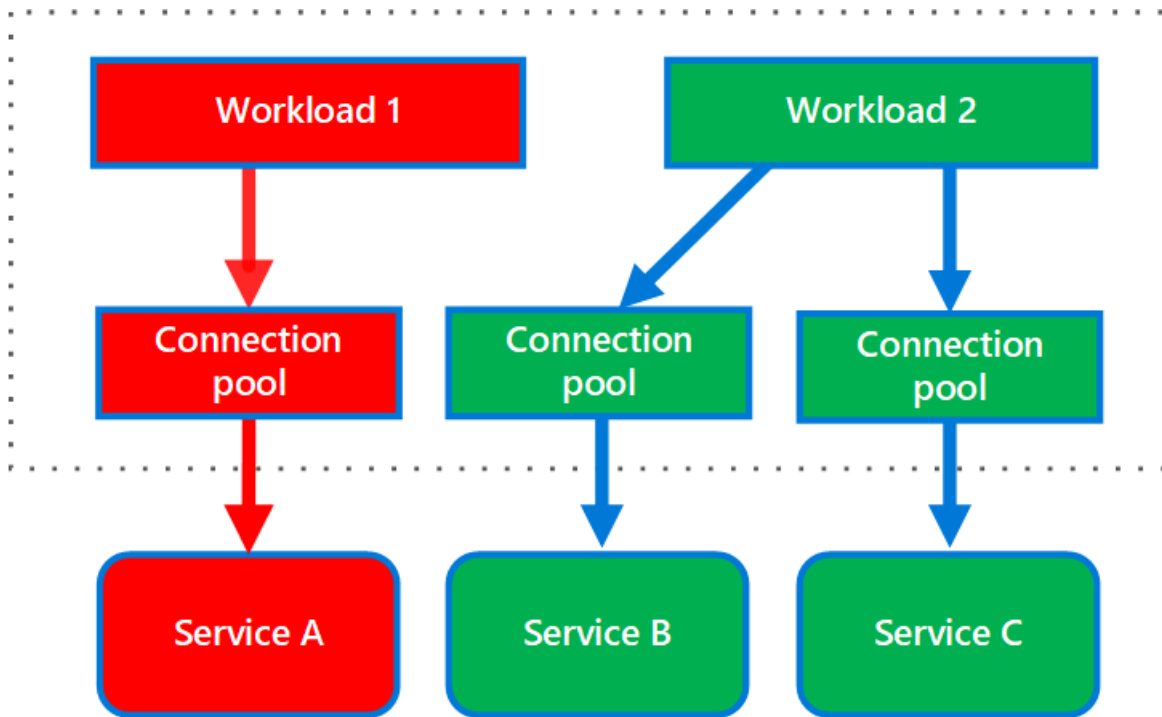 Workload 1
Workload 2
Connection
pool
Connection
pool
Connection
pool
Service A
Service B
Service C